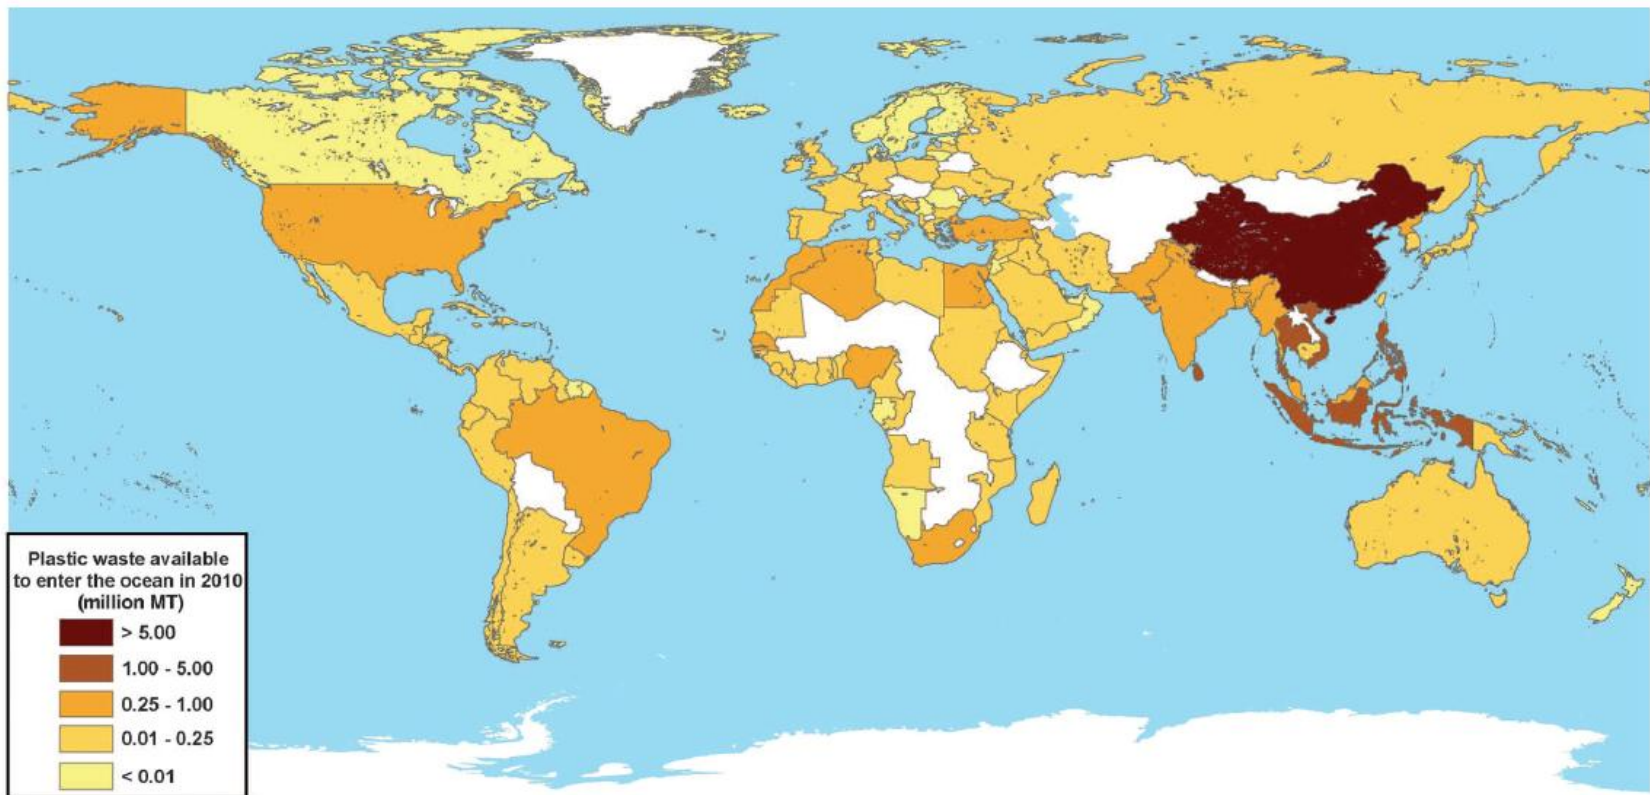 Plastic waste available
to enter the ocean in 2010
(million MT)
> 5.00
1.00 - 5.00
0.25 - 1.00
0.01 - 0.25
< 0.01